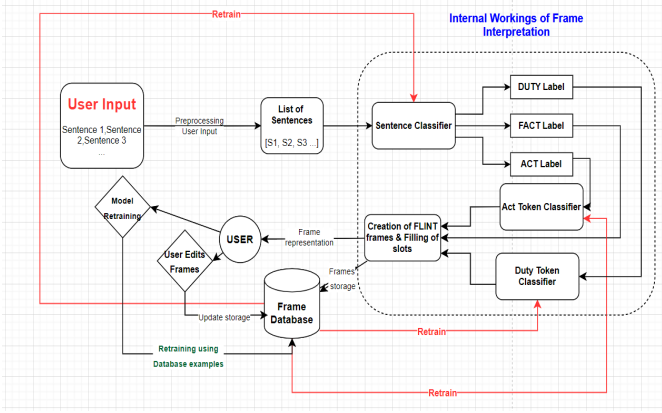 Retrain
Internal Workings of Frame
Interpretation
User Input
Sentence 1,Sentence
2,Sentence 3
...
Preprocessing
User Input
List of
Sentences
[S1, S2, S3 ...]
Sentence Classifier
DUTY Label
FACT Label
ACT Label
Act Token Classifier
Model
Retraining
USER
Frame
representation
Creation of FLINT
frames & Filling of
slots
User Edits
Frames
Duty Token
Classifier
Frames
storage
Frame
Database
Update storage
Retrain
Retraining using
Database examples
Retrain